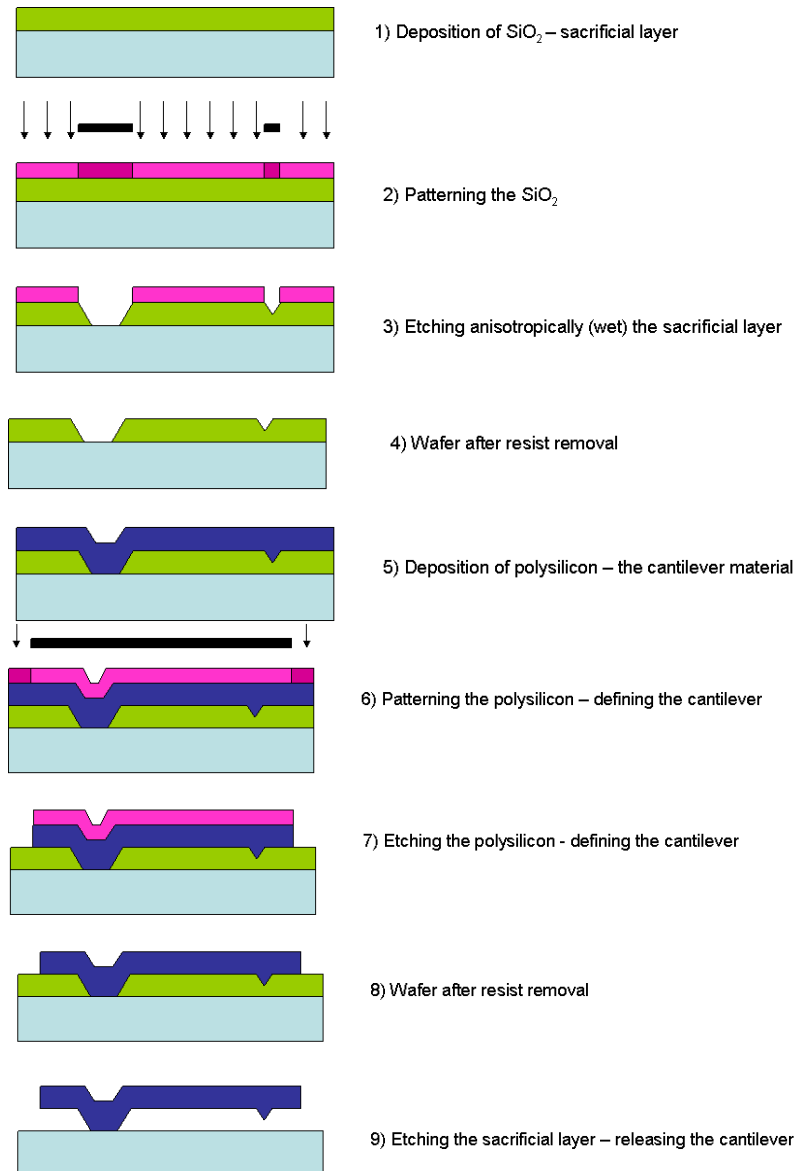 1) Deposition of SiO₂ – sacrificial layer
2) Patterning the SiO₂
3) Etching anisotropically (wet) the sacrificial layer
4) Wafer after resist removal
5) Deposition of polysilicon – the cantilever material
6) Patterning the polysilicon – defining the cantilever
7) Etching the polysilicon - defining the cantilever
8) Wafer after resist removal
9) Etching the sacrificial layer – releasing the cantilever